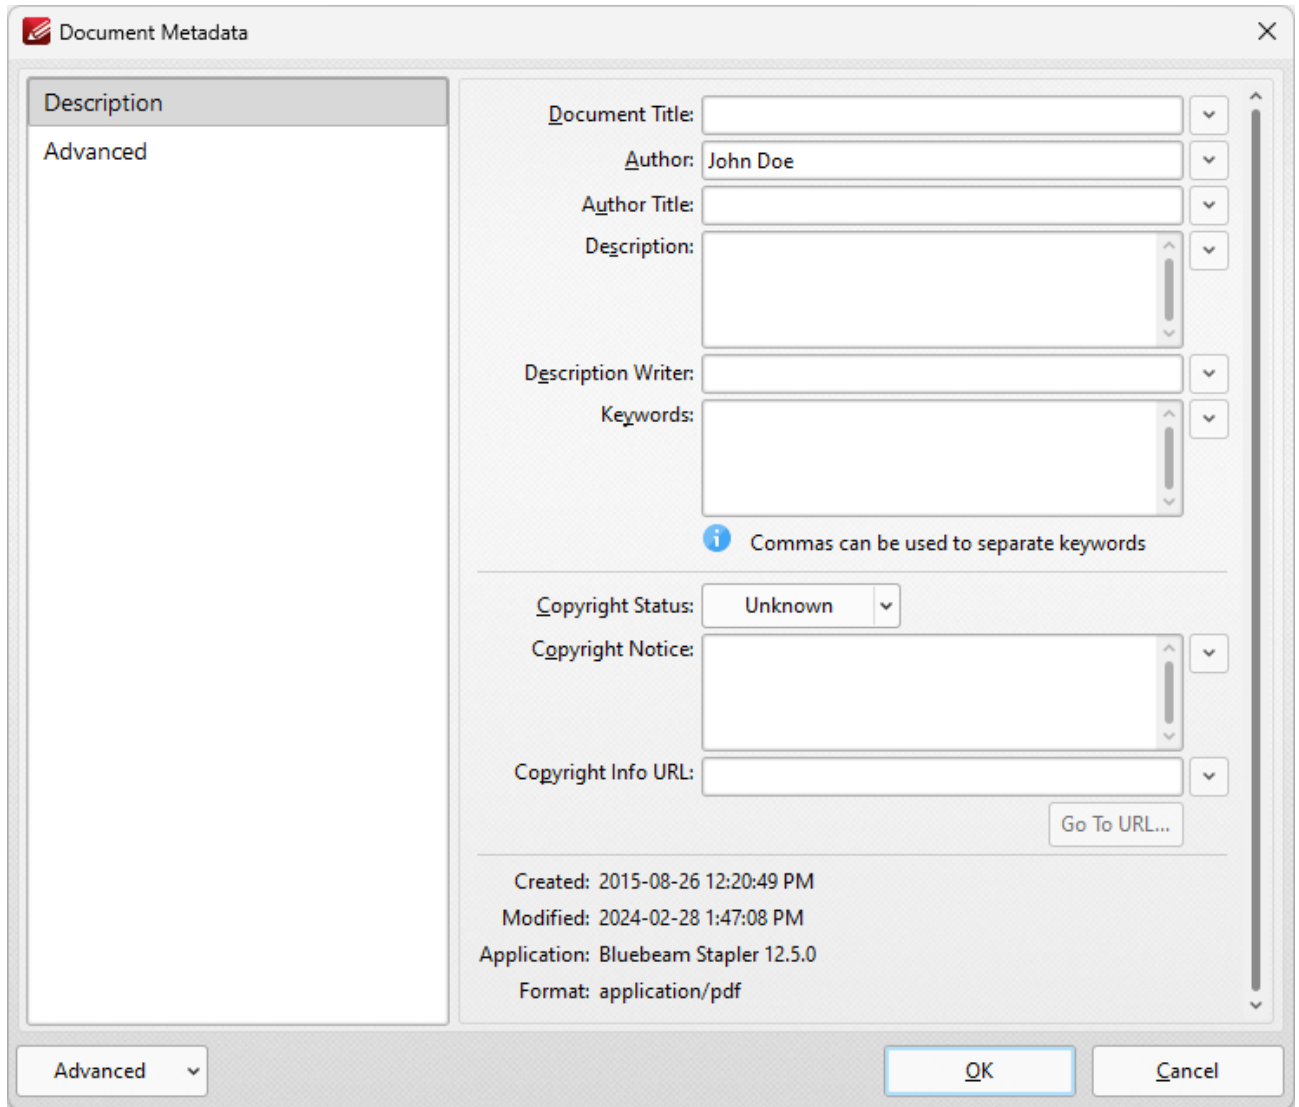 Document Metadata
Description
Advanced
Document Title:
Author: John Doe
Author Title:
Description:
Description Writer:
Keywords:
Commas can be used to separate keywords
Copyright Status: Unknown
Copyright Notice:
Copyright Info URL:
Go To URL...
Created: 2015-08-26 12:20:49 PM
Modified: 2024-02-28 1:47:08 PM
Application: Bluebeam Stapler 12.5.0
Format: application/pdf
Advanced OK Cancel